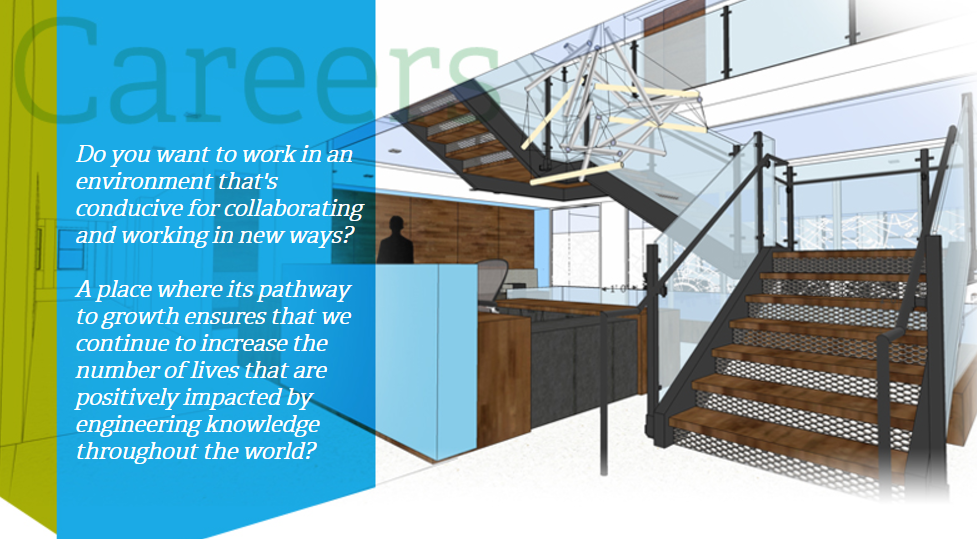 Careers
Do you want to work in an
environment that's
conducive for collaborating
and working in new ways?
A place where its pathway
to growth ensures that we
continue to increase the
number of lives that are
positively impacted by
engineering knowledge
throughout the world?
1'-0"